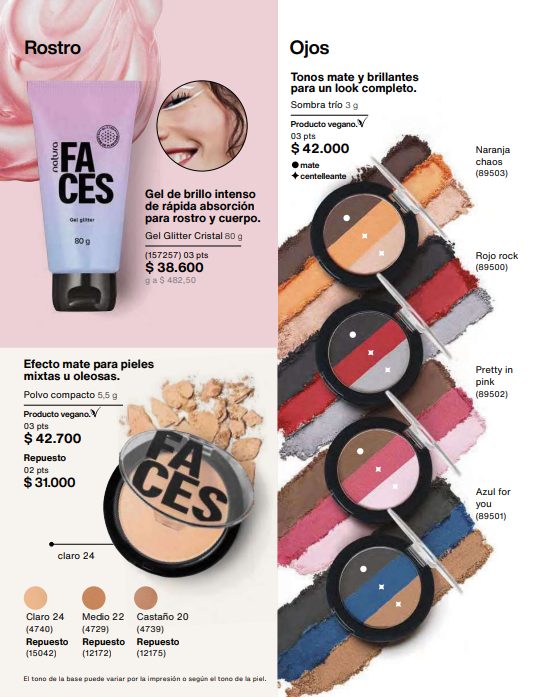 Rostro
natura
FA
CES
Gel glitter
80 g
Gel de brillo intenso
de rápida absorción
para rostro y cuerpo.
Gel Glitter Cristal 80 g
(157257) 03 pts
$ 38.600
g a $ 482,50
Efecto mate para pieles
mixtas u oleosas.
Polvo compacto 5,5 g
Producto vegano.
03 pts
$ 42.700
Repuesto
02 pts
$ 31.000
FA
CES
claro 24
Claro 24
(4740)
Repuesto
(15042)
Medio 22
(4729)
Repuesto
(12172)
Castaño 20
(4739)
Repuesto
(12175)
El tono de la base puede variar por la impresión o según el tono de la piel.
Ojos
Tonos mate y brillantes
para un look completo.
Sombra trío 3 g
Producto vegano.
03 pts
$ 42.000
mate
centelleante
Naranja
chaos
(89503)
Rojo rock
(89500)
Pretty in
pink
(89502)
Azul for
you
(89501)